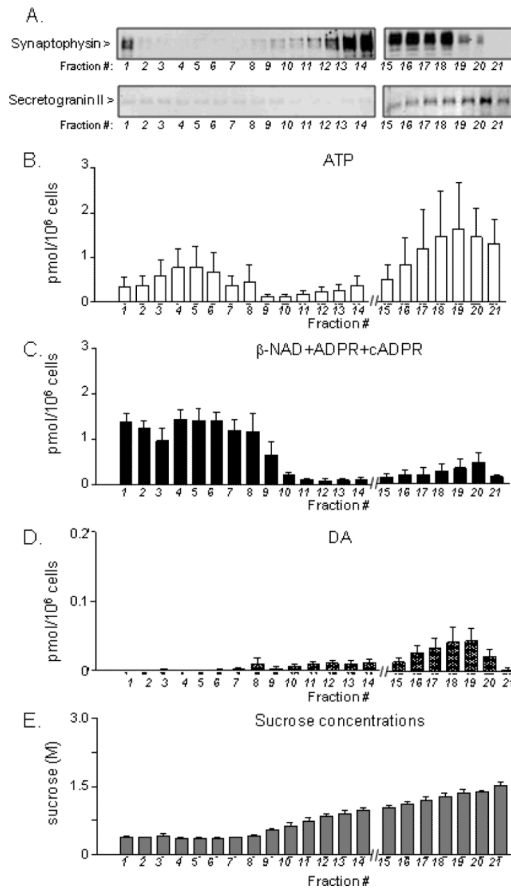 A.
Synaptophysin >
Fraction #: 1 2 3 4 5 6 7 8 9 10 11 12 13 14 15 16 17 18 19 20 21
Secretogranin II >
Fraction #: 1 2 3 4 5 6 7 8 9 10 11 12 13 14 15 16 17 18 19 20 21
B. ATP
pmol/10⁶ cells
3
2
1
0
1 2 3 4 5 6 7 8 9 10 11 12 13 14 // 15 16 17 18 19 20 21
Fraction #
C. β-NAD+ADPR+cADPR
pmol/10⁶ cells
3
2
1
0
1 2 3 4 5 6 7 8 9 10 11 12 13 14 // 15 16 17 18 19 20 21
Fraction #
D. DA
pmol/10⁶ cells
0.2
0.1
0
1 2 3 4 5 6 7 8 9 10 11 12 13 14 // 15 16 17 18 19 20 21
Fraction #
E. Sucrose concentrations
sucrose (M)
3.0
1.5
0
1 2 3 4 5 6 7 8 9 10 11 12 13 14 // 15 16 17 18 19 20 21
Fraction #